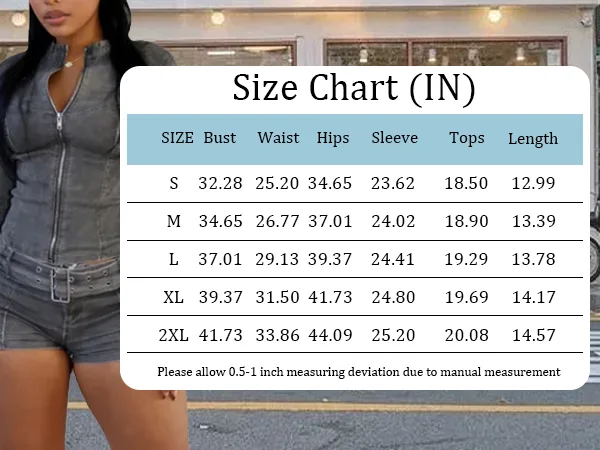 Size Chart (IN)
SIZE Bust Waist Hips Sleeve Tops Length
S 32.28 25.20 34.65 23.62 18.50 12.99
M 34.65 26.77 37.01 24.02 18.90 13.39
L 37.01 29.13 39.37 24.41 19.29 13.78
XL 39.37 31.50 41.73 24.80 19.69 14.17
2XL 41.73 33.86 44.09 25.20 20.08 14.57
Please allow 0.5-1 inch measuring deviation due to manual measurement